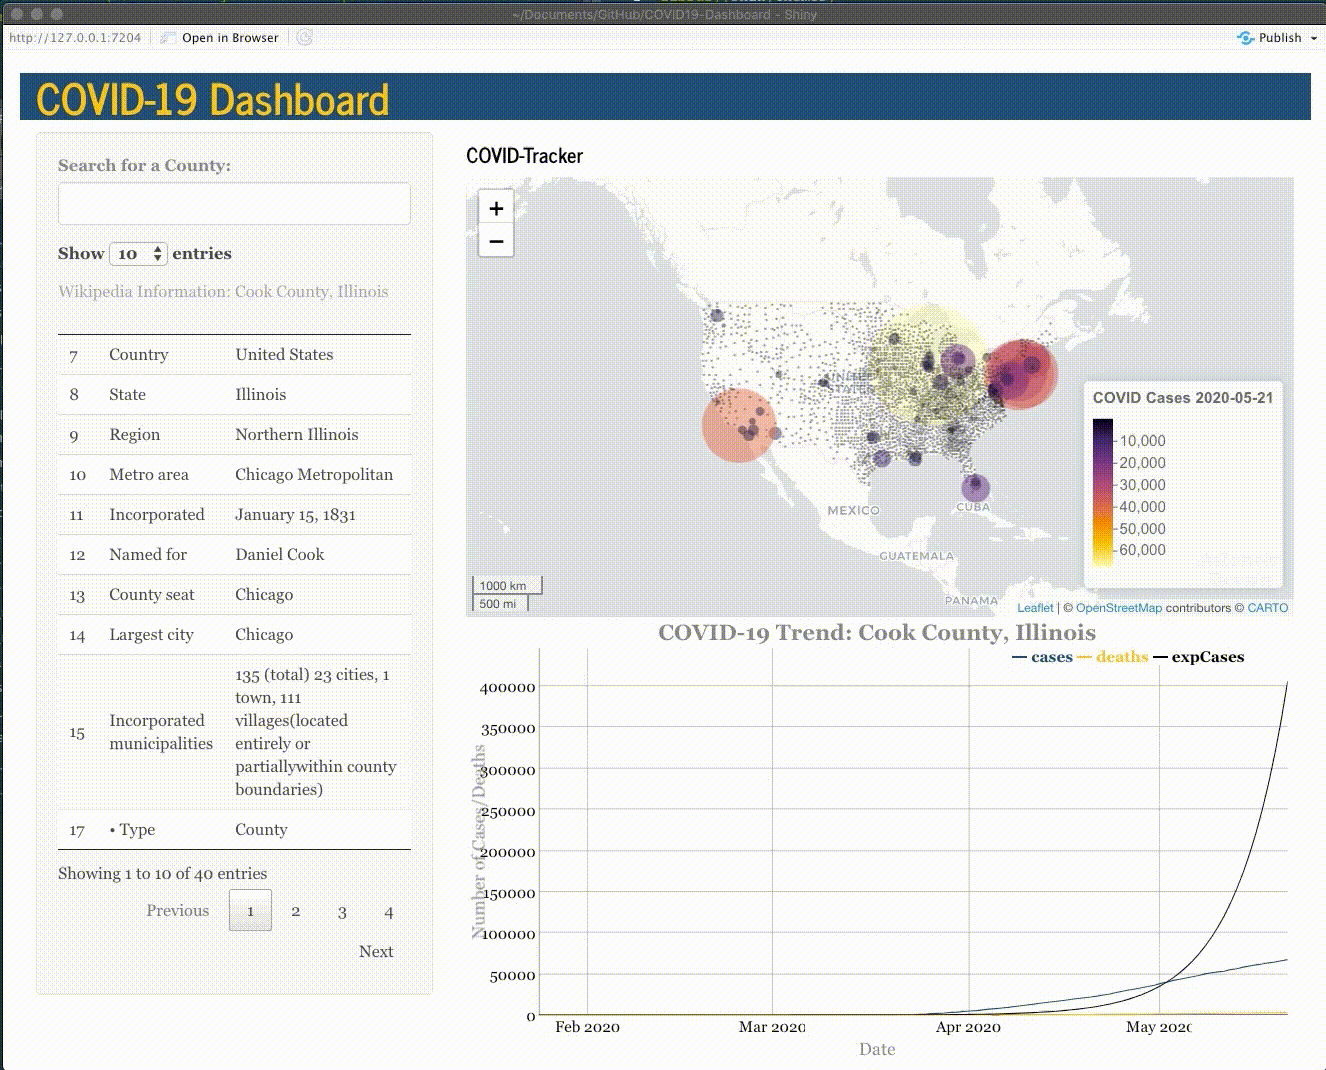 ~/Documents/GitHub/COVID19-Dashboard - Shiny
http://127.0.0.1:7204
Open in Browser
Publish
COVID-19 Dashboard
Search for a County:
Show 10 entries
Wikipedia Information: Cook County, Illinois
7 Country United States
8 State Illinois
9 Region Northern Illinois
10 Metro area Chicago Metropolitan
11 Incorporated January 15, 1831
12 Named for Daniel Cook
13 County seat Chicago
14 Largest city Chicago
15 Incorporated municipalities
135 (total) 23 cities, 1
town, 111
villages(located
entirely or
partiallywithin county
boundaries)
17 • Type County
Showing 1 to 10 of 40 entries
Previous 1 2 3 4
Next
COVID-Tracker
+
−
UNITED
STATES
MEXICO
CUBA
GUATEMALA
PANAMA
1000 km
500 mi
COVID Cases 2020-05-21
10,000
20,000
30,000
40,000
50,000
60,000
Leaflet | © OpenStreetMap contributors © CARTO
COVID-19 Trend: Cook County, Illinois
cases deaths expCases
400000
350000
300000
250000
200000
150000
100000
50000
0
Number of Cases/Deaths
Feb 2020 Mar 2020 Apr 2020 May 2020
Date